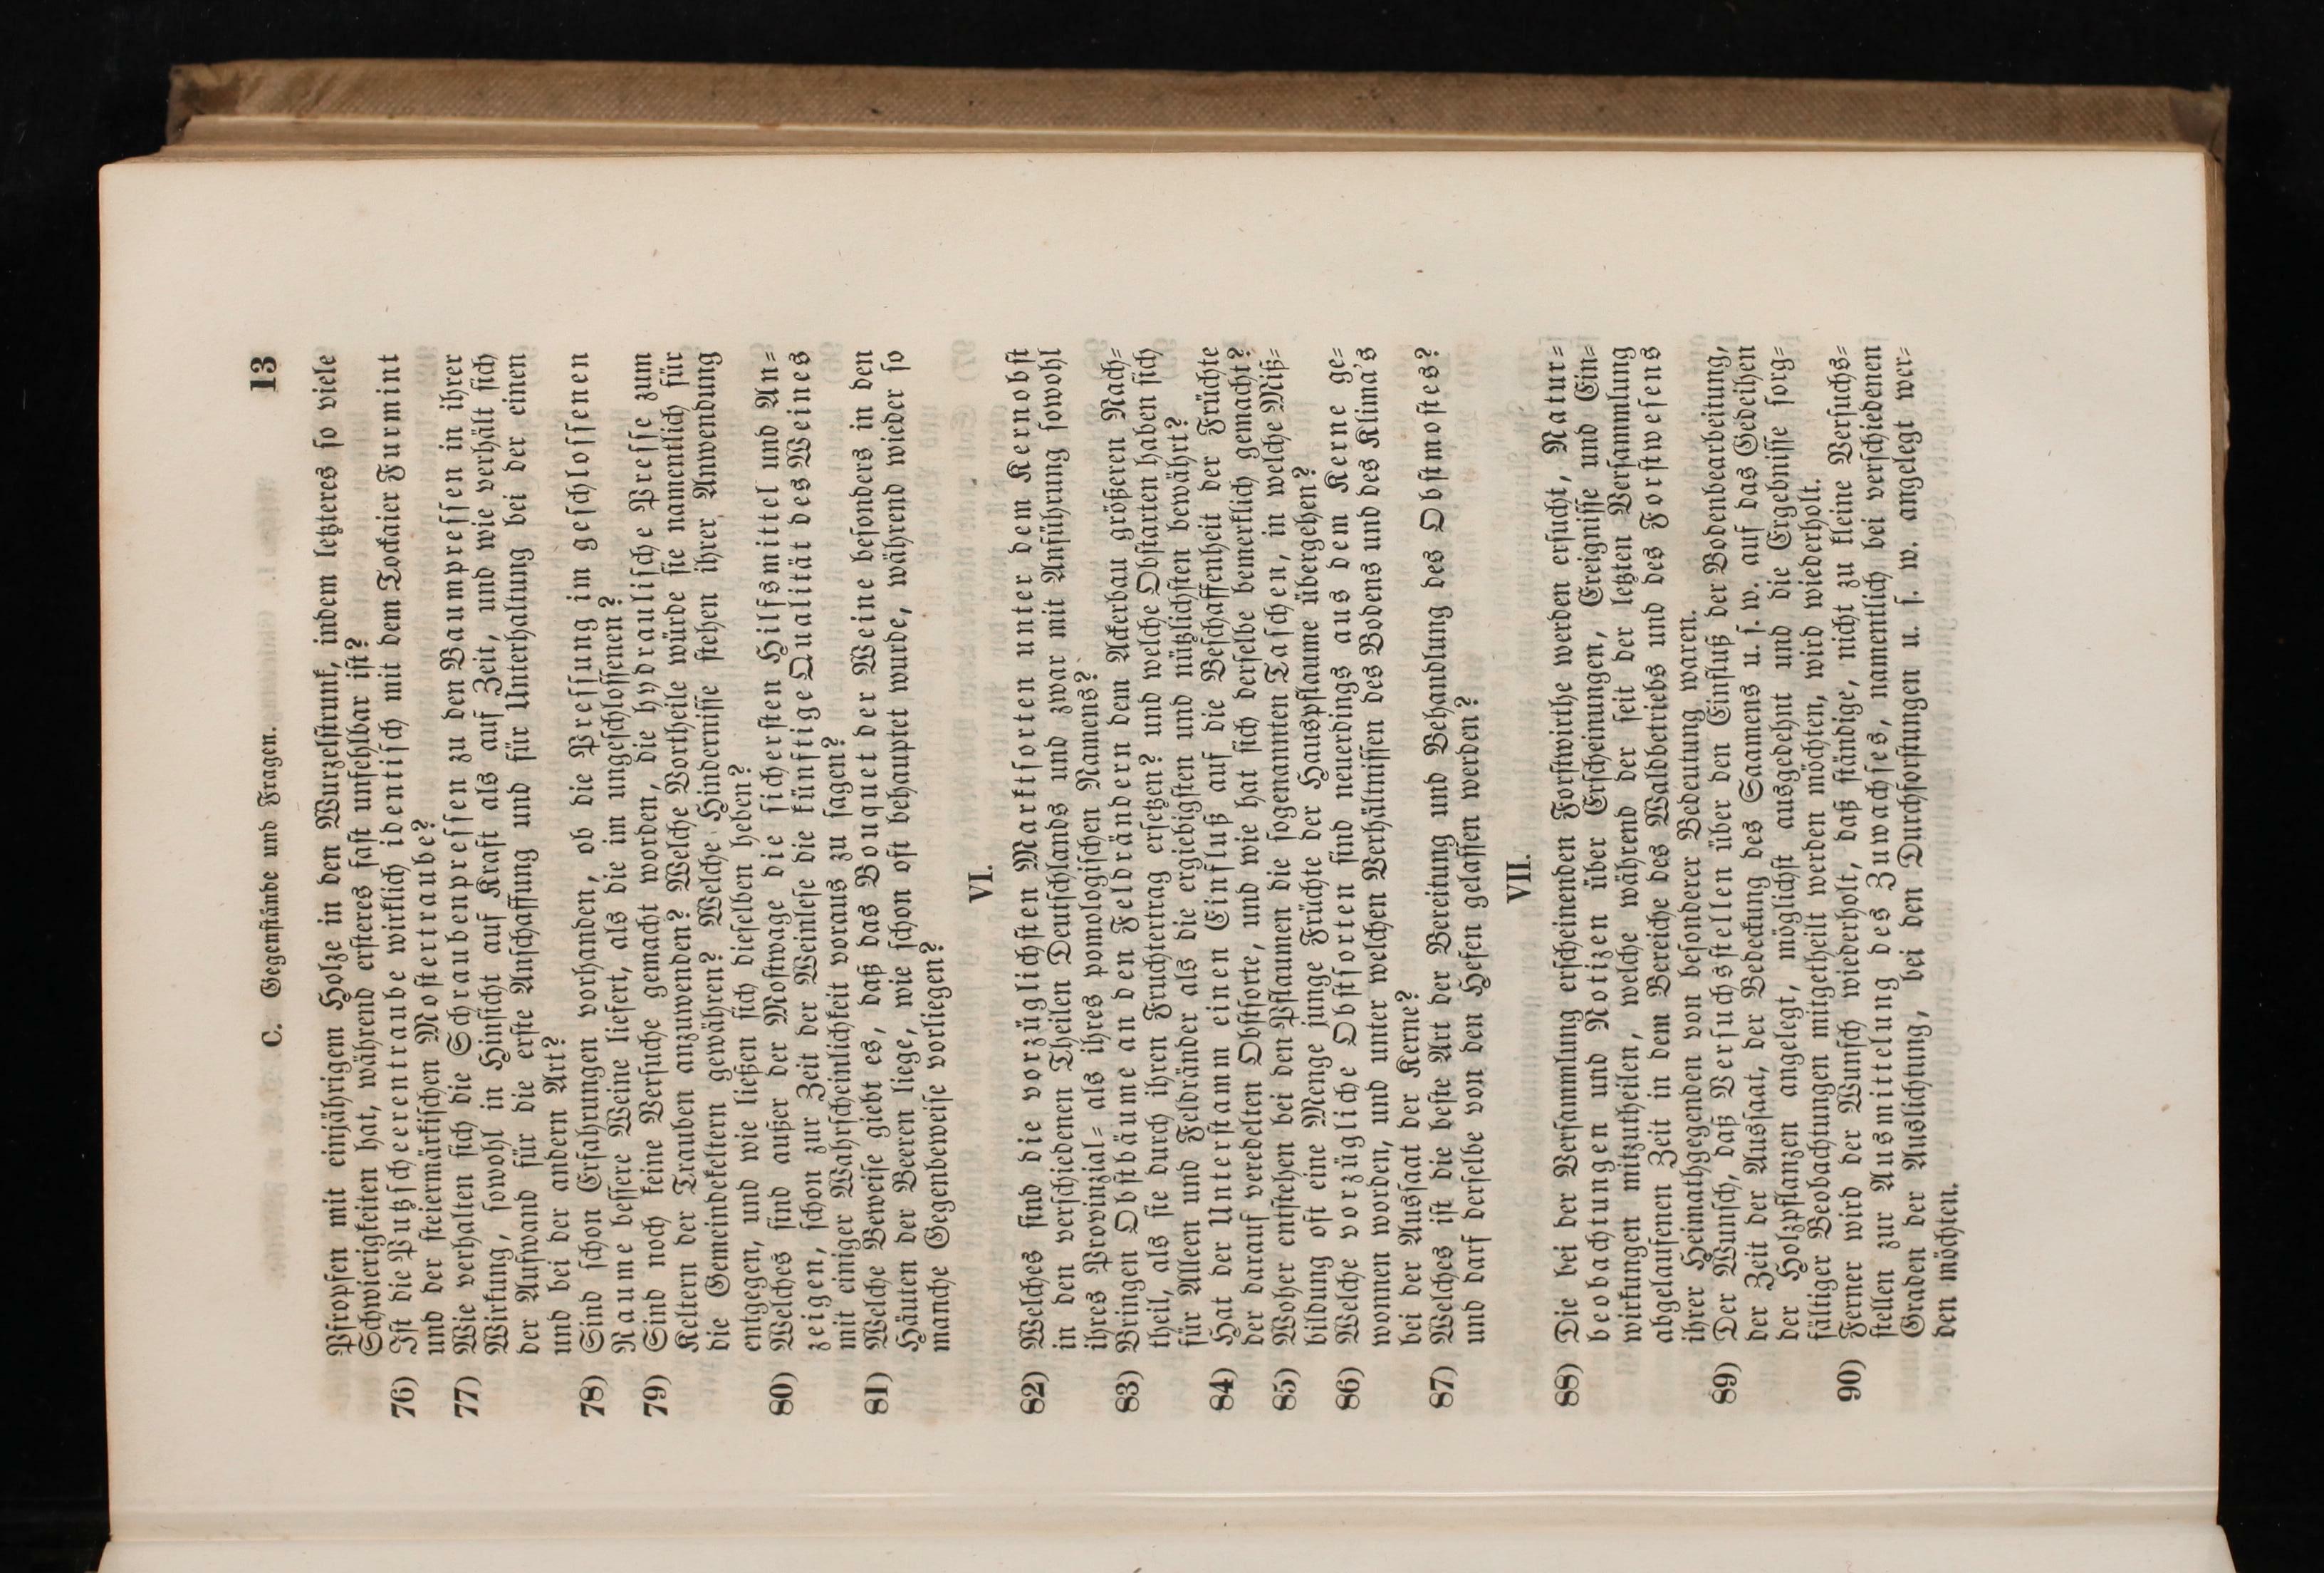 C. Gegenstände und Fragen. 13
Pfropfen mit einjährigem Holze in den Wurzelstrunk, indem letzteres so viele
Schwierigkeiten hat, während ersteres fast unfehlbar ist?
76) Ist die Putzscheerentraube wirklich identisch mit dem Tockaier Furmint
und der steiermärkischen Mostertraube?
77) Wie verhalten sich die Schraubenpressen zu den Baumpressen in ihrer
Wirkung, sowohl in Hinsicht auf Kraft als auf Zeit, und wie verhält sich
der Aufwand für die erste Anschaffung und für Unterhaltung bei der einen
und bei der andern Art?
78) Sind schon Erfahrungen vorhanden, ob die Pressung im geschlossenen
Raume bessere Weine liefert, als die im ungeschlossenen?
79) Sind noch keine Versuche gemacht worden, die hydraulische Presse zum
Keltern der Trauben anzuwenden? Welche Vortheile würde sie namentlich für
die Gemeindekeltern gewähren? Welche Hindernisse stehen ihrer Anwendung
entgegen, und wie ließen sich dieselben heben?
80) Welches sind außer der Mostwage die sichersten Hilfsmittel und An=
zeigen, schon zur Zeit der Weinlese die künftige Qualität des Weines
mit einiger Wahrscheinlichkeit voraus zu sagen?
81) Welche Beweise giebt es, daß das Bouquet der Weine besonders in den
Häuten der Beeren liege, wie schon oft behauptet wurde, während wieder so
manche Gegenbeweise vorliegen?
VI.
82) Welches sind die vorzüglichsten Marktsorten unter dem Kernobst
in den verschiedenen Theilen Deutschlands und zwar mit Anführung sowohl
ihres Provinzial= als ihres pomologischen Namens?
83) Bringen Obstbäume an den Feldrändern dem Ackerbau größeren Nach=
theil, als sie durch ihren Fruchtertrag ersetzen? und welche Obstarten haben sich
für Alleen und Feldränder als die ergiebigsten und nützlichsten bewährt?
84) Hat der Unterstamm einen Einfluß auf die Beschaffenheit der Früchte
der darauf veredelten Obstsorte, und wie hat sich derselbe bemerklich gemacht?
85) Woher entstehen bei den Pflaumen die sogenannten Taschen, in welche Miß=
bildung oft eine Menge junge Früchte der Hauspflaume übergehen?
86) Welche vorzügliche Obstsorten sind neuerdings aus dem Kerne ge=
wonnen worden, und unter welchen Verhältnissen des Bodens und des Klima's
bei der Aussaat der Kerne?
87) Welches ist die beste Art der Bereitung und Behandlung des Obstmostes?
und darf derselbe von den Hefen gelassen werden?
VII.
88) Die bei der Versammlung erscheinenden Forstwirthe werden ersucht, Natur=
beobachtungen und Notizen über Erscheinungen, Ereignisse und Ein=
wirkungen mitzutheilen, welche während der seit der letzten Versammlung
abgelaufenen Zeit in dem Bereiche des Waldbetriebs und des Forstwesens
ihrer Heimathgegenden von besonderer Bedeutung waren.
89) Der Wunsch, daß Versuchsstellen über den Einfluß der Bodenbearbeitung,
der Zeit der Aussaat, der Bedeckung des Saamens u. s. w. auf das Gedeihen
der Holzpflanzen angelegt, möglichst ausgedehnt und die Ergebnisse sorg=
fältiger Beobachtungen mitgetheilt werden möchten, wird wiederholt.
90) Ferner wird der Wunsch wiederholt, daß ständige, nicht zu kleine Versuchs=
stellen zur Ausmittelung des Zuwachses, namentlich bei verschiedenen
Graden der Auslichtung, bei den Durchforstungen u. s. w. angelegt wer=
den möchten.